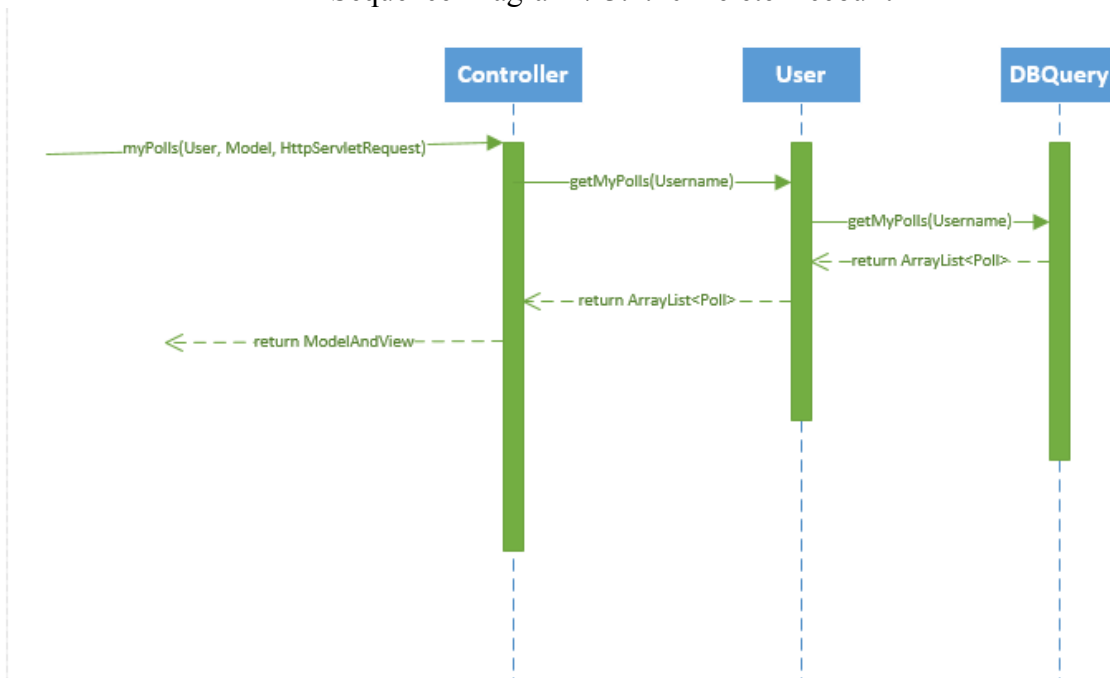 Controller
User
DBQuery
myPolls(User, Model, HttpServletRequest)
getMyPolls(Username)
getMyPolls(Username)
return ArrayList<Poll>
return ArrayList<Poll>
return ModelAndView